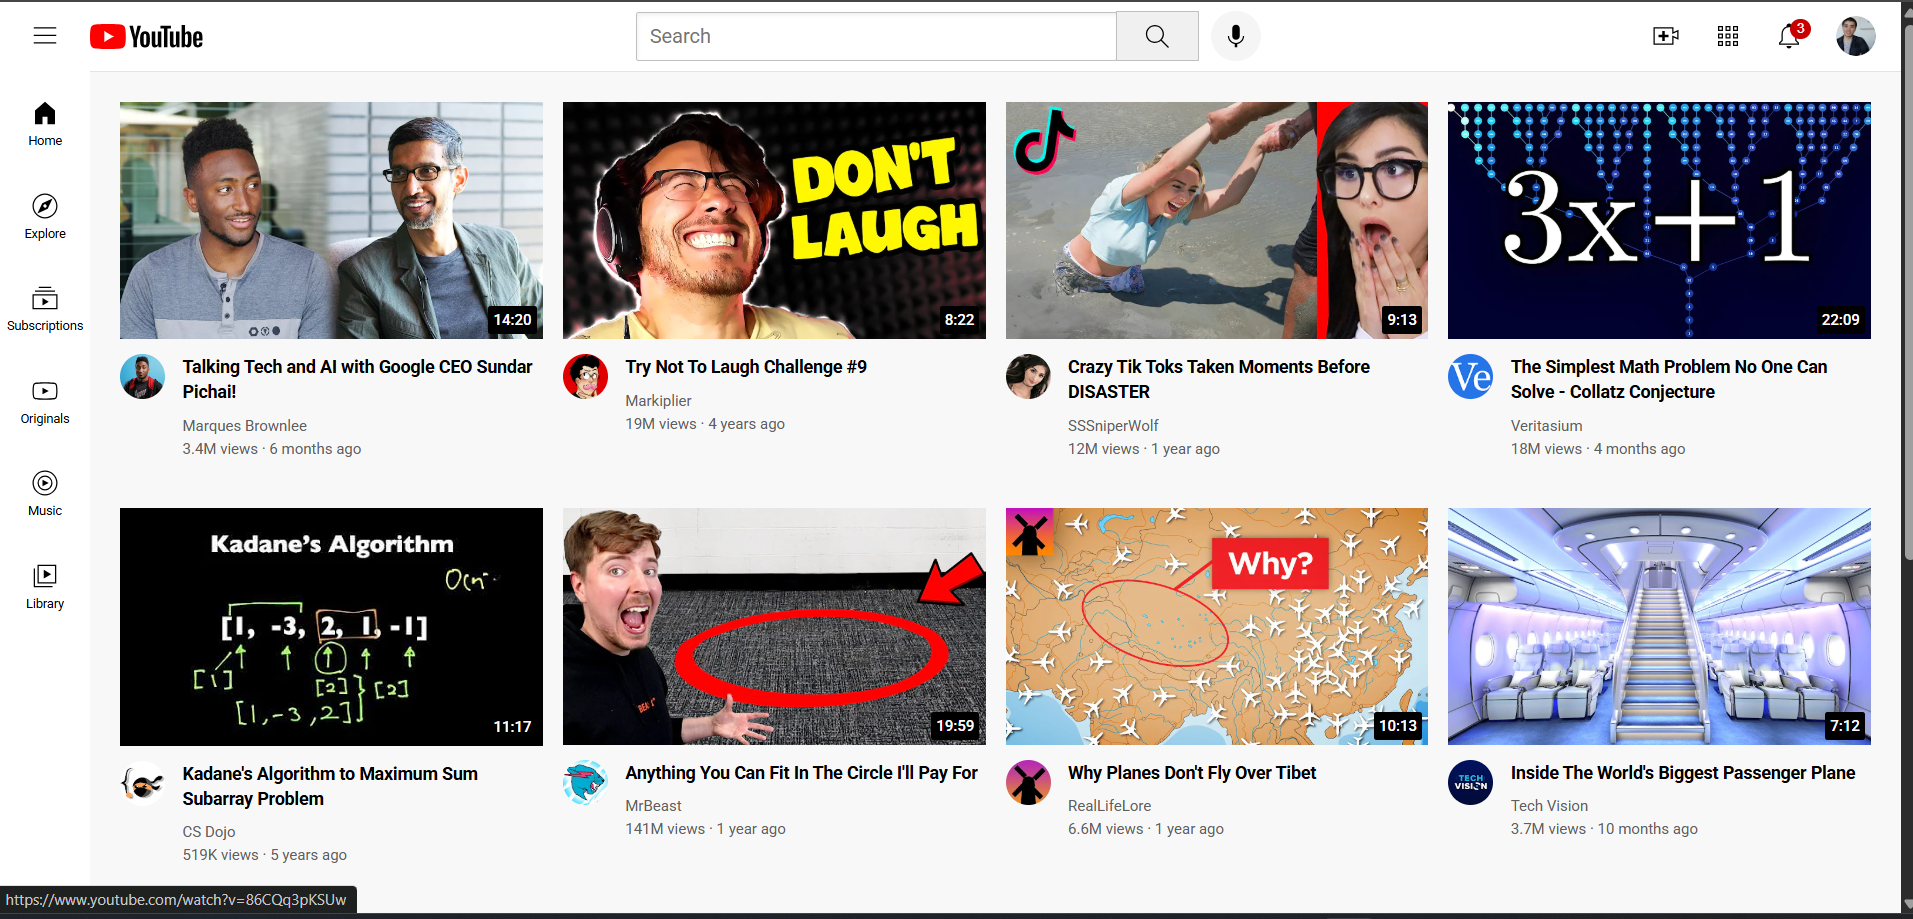 YouTube
Search
3
Home
Explore
Subscriptions
Originals
Music
Library
14:20
Talking Tech and AI with Google CEO Sundar
Pichai!
Marques Brownlee
3.4M views · 6 months ago
DON'T
LAUGH
8:22
Try Not To Laugh Challenge #9
Markiplier
19M views · 4 years ago
9:13
Crazy Tik Toks Taken Moments Before
DISASTER
SSSniperWolf
12M views · 1 year ago
3x+1
22:09
Ve
The Simplest Math Problem No One Can
Solve - Collatz Conjecture
Veritasium
18M views · 4 months ago
Kadane's Algorithm
[1, -3, 2, 1, -1]
[1]
[2]
[2]
[1, -3, 2]
11:17
Kadane's Algorithm to Maximum Sum
Subarray Problem
CS Dojo
519K views · 5 years ago
19:59
Anything You Can Fit In The Circle I'll Pay For
MrBeast
141M views · 1 year ago
Why?
10:13
Why Planes Don't Fly Over Tibet
RealLifeLore
6.6M views · 1 year ago
7:12
TECH
VISION
Inside The World's Biggest Passenger Plane
Tech Vision
3.7M views · 10 months ago
https://www.youtube.com/watch?v=86CQq3pKSUw